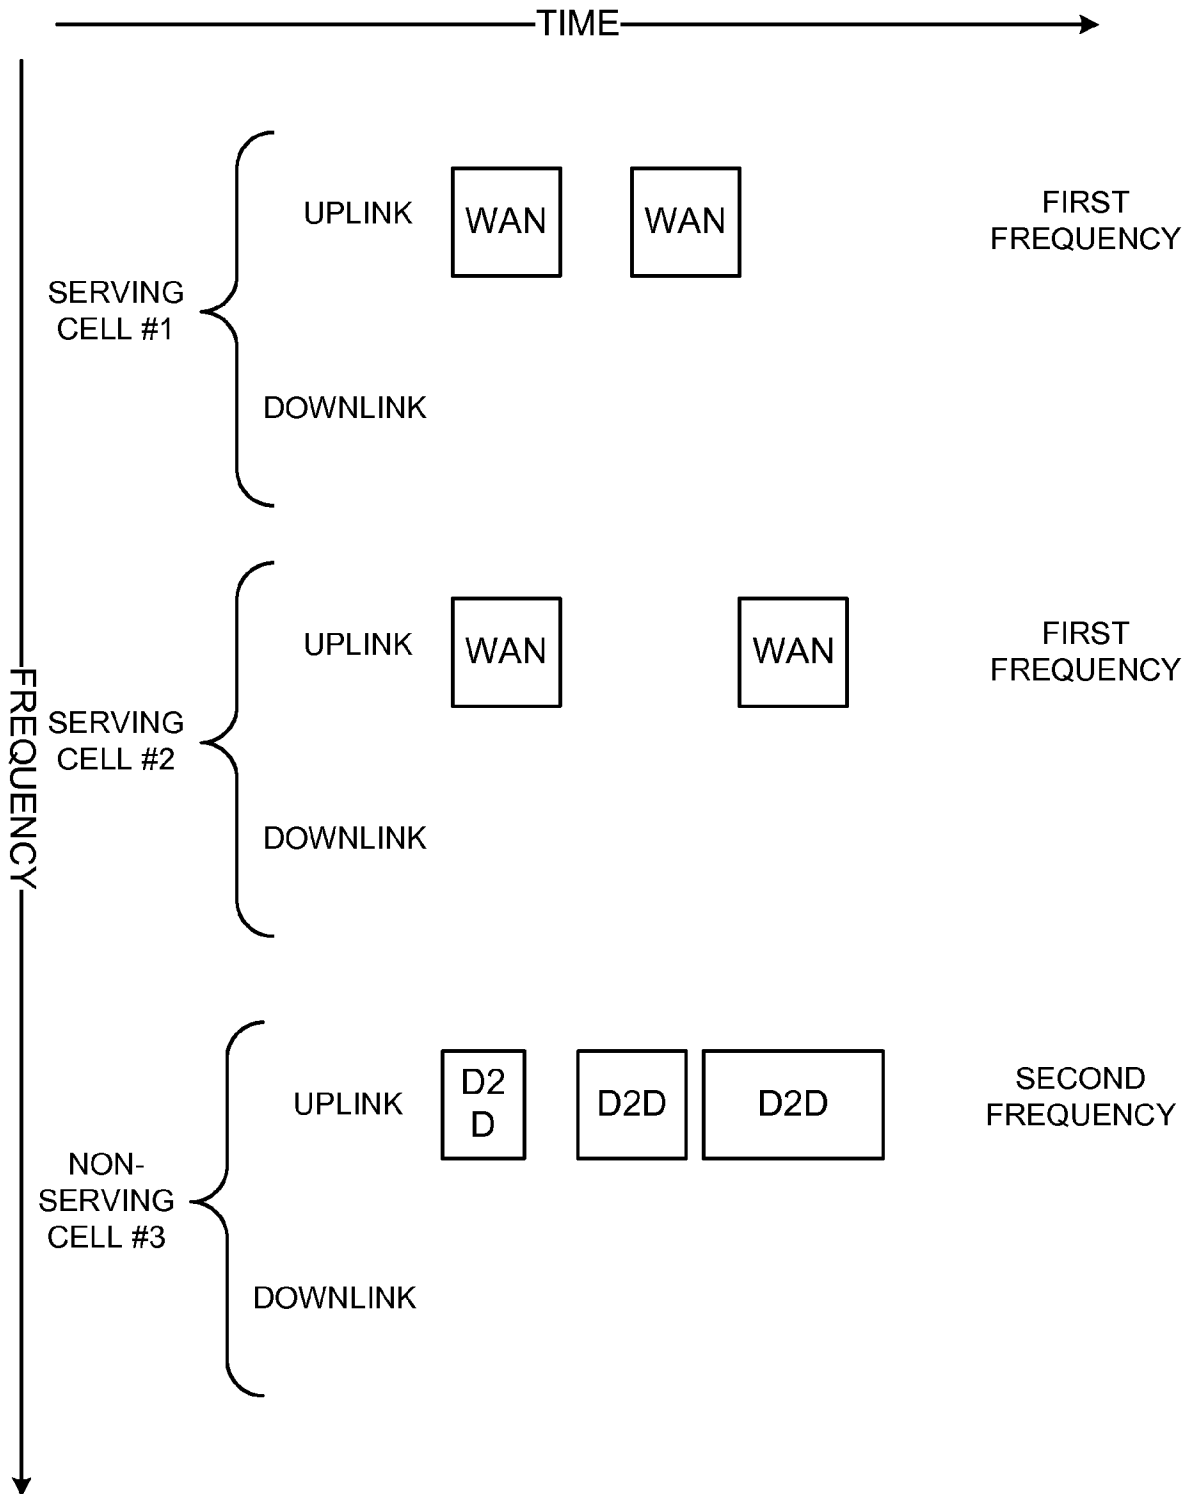 TIME
UPLINK
WAN
WAN
FIRST
FREQUENCY
SERVING
CELL #1
DOWNLINK
UPLINK
WAN
WAN
FIRST
FREQUENCY
FREQUENCY
SERVING
CELL #2
DOWNLINK
UPLINK
D2
D
D2D
D2D
SECOND
FREQUENCY
NON-
SERVING
CELL #3
DOWNLINK